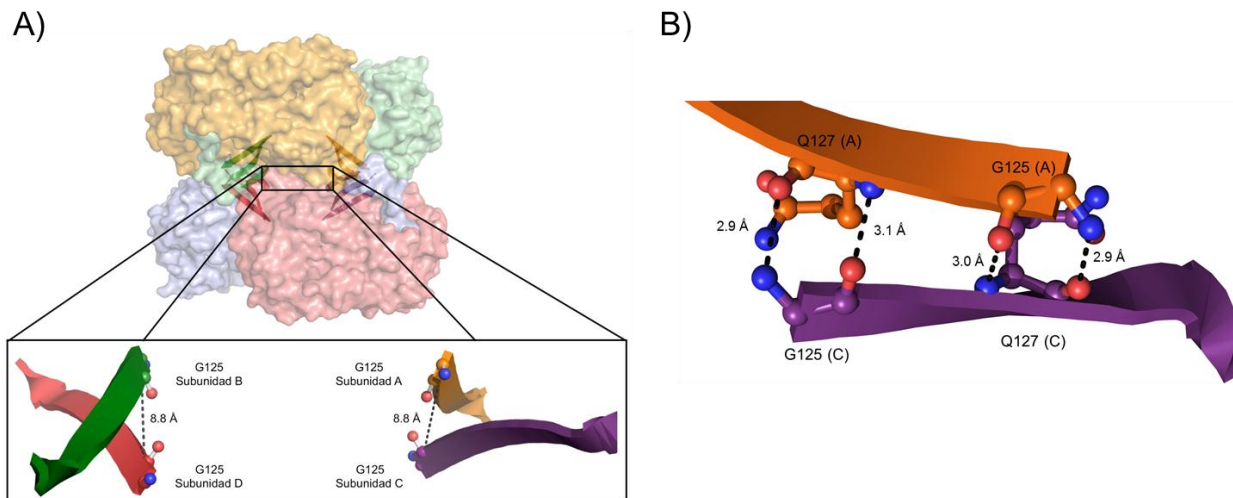 A)
B)
Q127 (A)
G125 (A)
2.9 Å
3.1 Å
3.0 Å
2.9 Å
G125 (C)
Q127 (C)
G125
Subunidad B
G125
Subunidad A
8.8 Å
8.8 Å
G125
Subunidad D
G125
Subunidad C